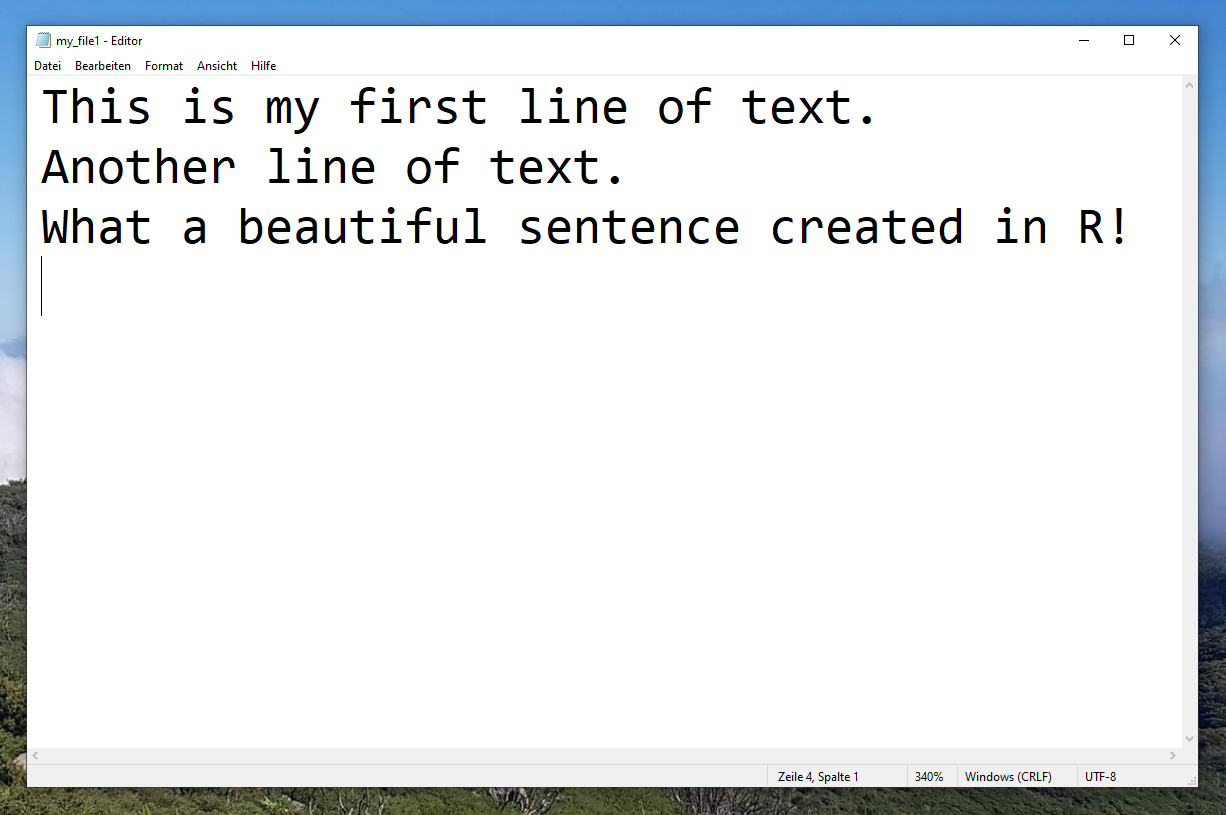 my_file1 - Editor
Datei Bearbeiten Format Ansicht Hilfe
This is my first line of text.
Another line of text.
What a beautiful sentence created in R!
Zeile 4, Spalte 1 340% Windows (CRLF) UTF-8